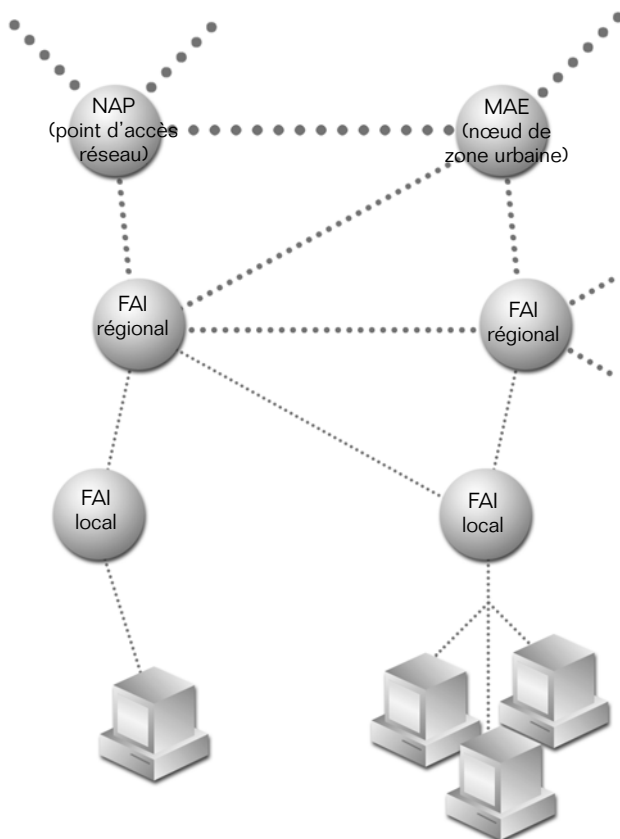 NAP
(point d'accès
réseau)
MAE
(nœud de
zone urbaine)
FAI
régional
FAI
régional
FAI
local
FAI
local